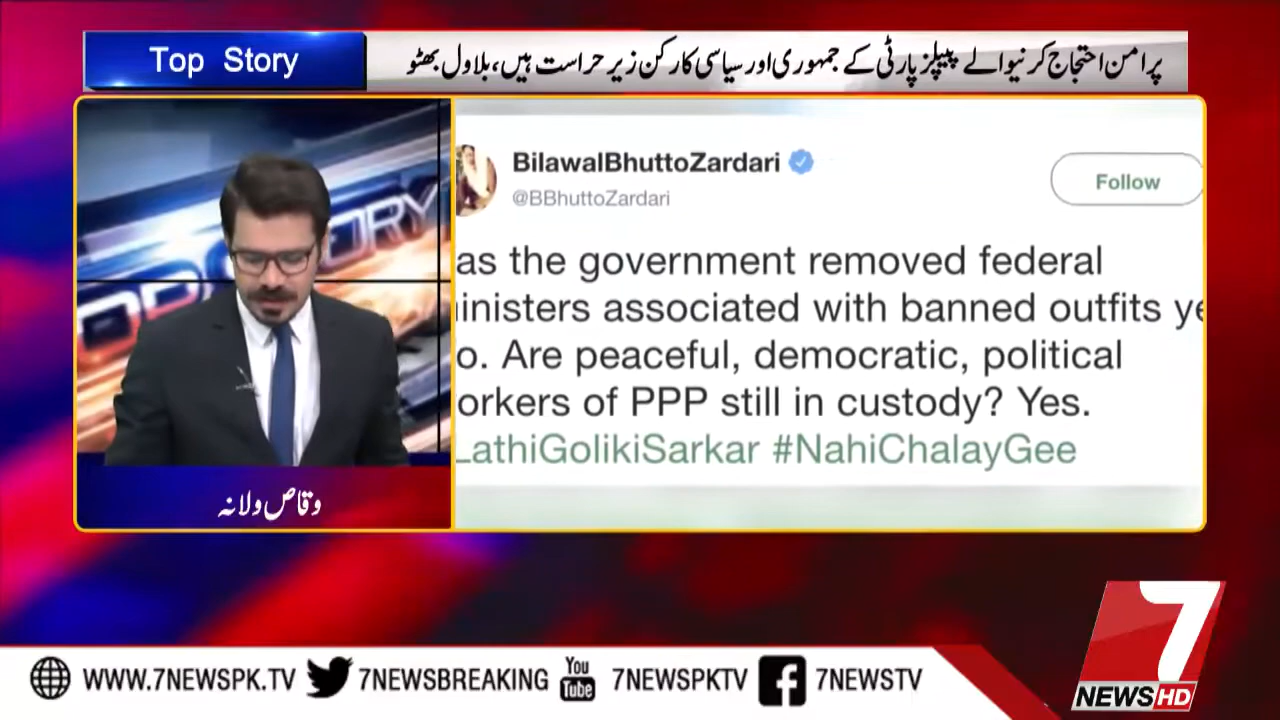 Top Story
پرامن احتجاج کرنیوالے پیپلزپارٹی کے جمہوری اور سیاسی کارکن زیر حراست ہیں، بلاول بھٹو
BilawalBhuttoZardari
@BBhuttoZardari
Follow
as the government removed federal
inisters associated with banned outfits ye
o. Are peaceful, democratic, political
orkers of PPP still in custody? Yes.
LathiGolikiSarkar #NahiChalayGee
وقاص ولانہ
WWW.7NEWSPK.TV 7NEWSBREAKING You Tube 7NEWSPKTV 7NEWSTV
7 NEWS HD